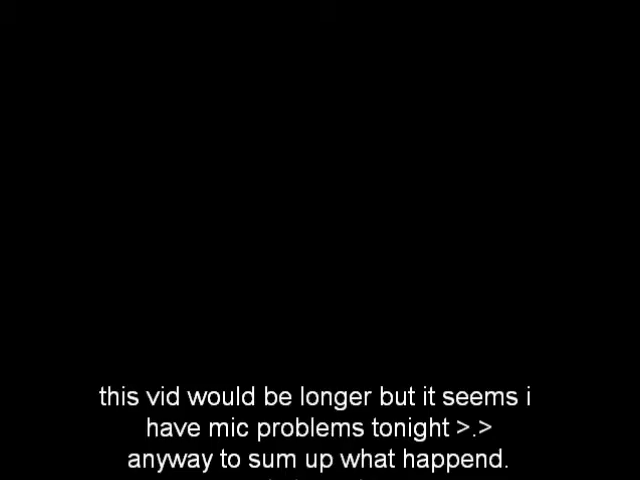 this vid would be longer but it seems i
have mic problems tonight >.>
anyway to sum up what happend.